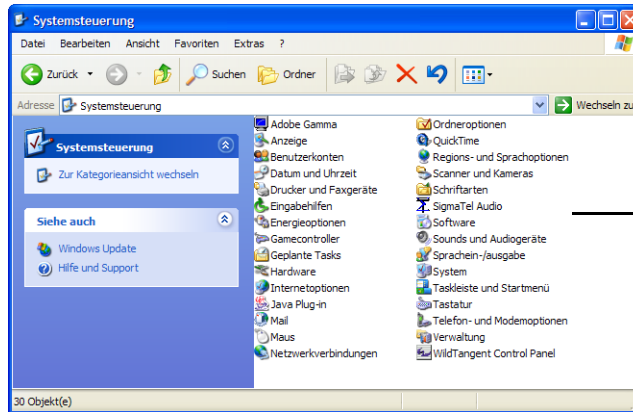 Systemsteuerung
Datei Bearbeiten Ansicht Favoriten Extras ?
Zurück Suchen Ordner
Adresse Systemsteuerung Wechseln zu
Systemsteuerung
Zur Kategorieansicht wechseln
Siehe auch
Windows Update
Hilfe und Support
Adobe Gamma
Anzeige
Benutzerkonten
Datum und Uhrzeit
Drucker und Faxgeräte
Eingabehilfen
Energieoptionen
Gamecontroller
Geplante Tasks
Hardware
Internetoptionen
Java Plug-in
Mail
Maus
Netzwerkverbindungen
Ordneroptionen
QuickTime
Regions- und Sprachoptionen
Scanner und Kameras
Schriftarten
SigmaTel Audio
Software
Sounds und Audiogeräte
Sprachein-/ausgabe
System
Taskleiste und Startmenü
Tastatur
Telefon- und Modemoptionen
Verwaltung
WildTangent Control Panel
30 Objekt(e)